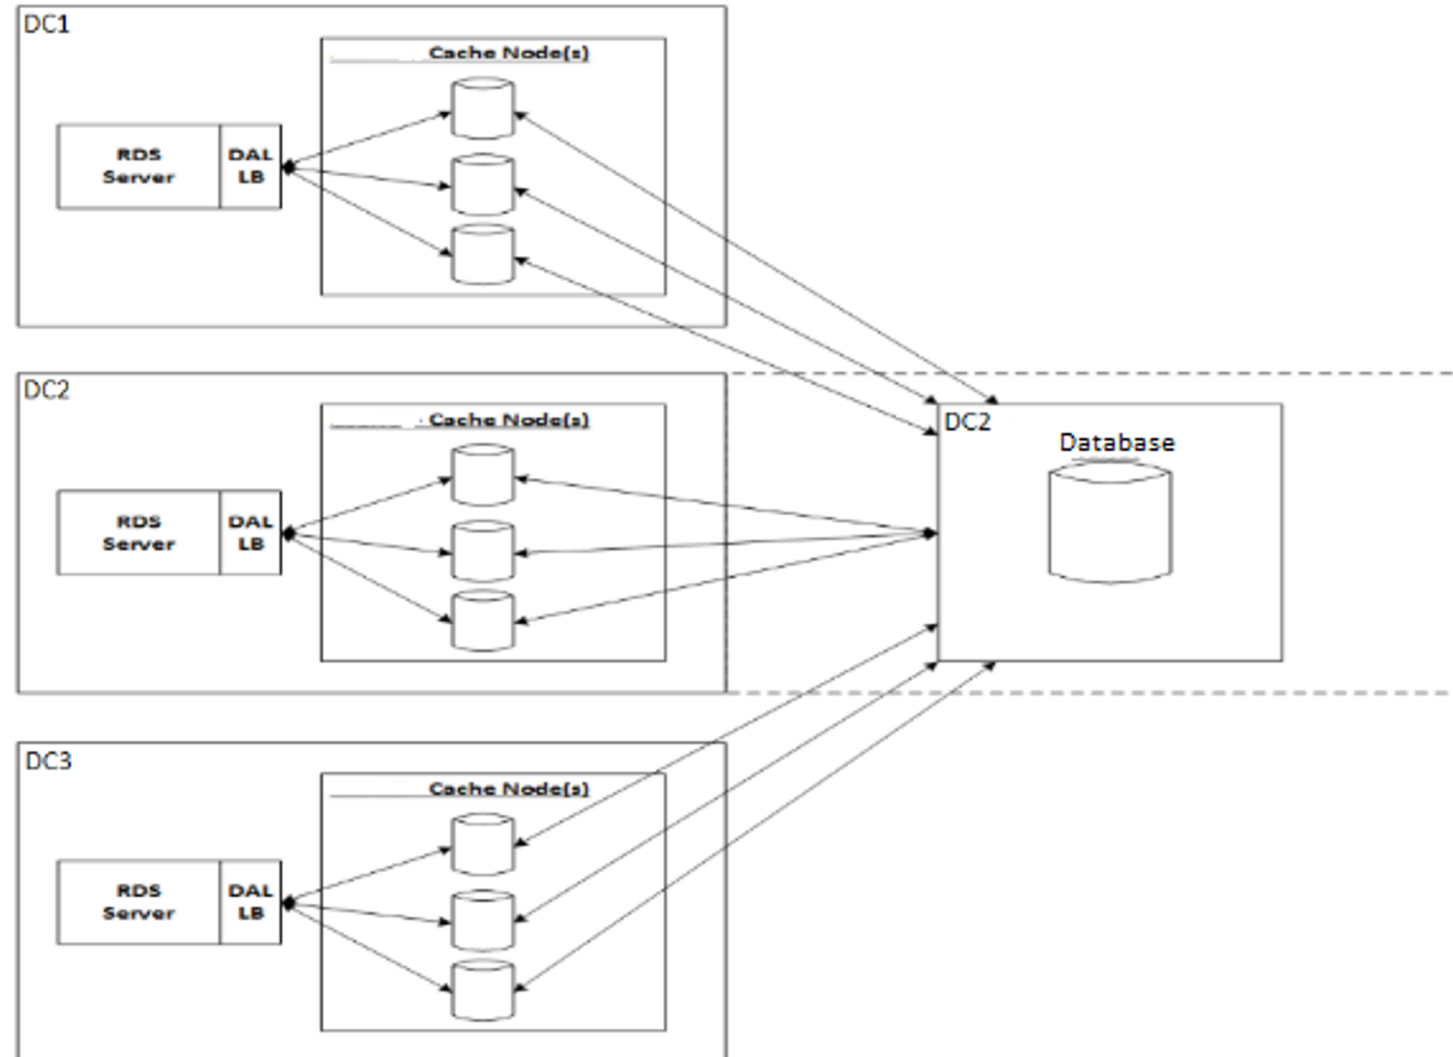 DC1
Cache Node(s)
RDS
Server
DAL
LB
DC2
Cache Node(s)
RDS
Server
DAL
LB
DC2
Database
DC3
Cache Node(s)
RDS
Server
DAL
LB